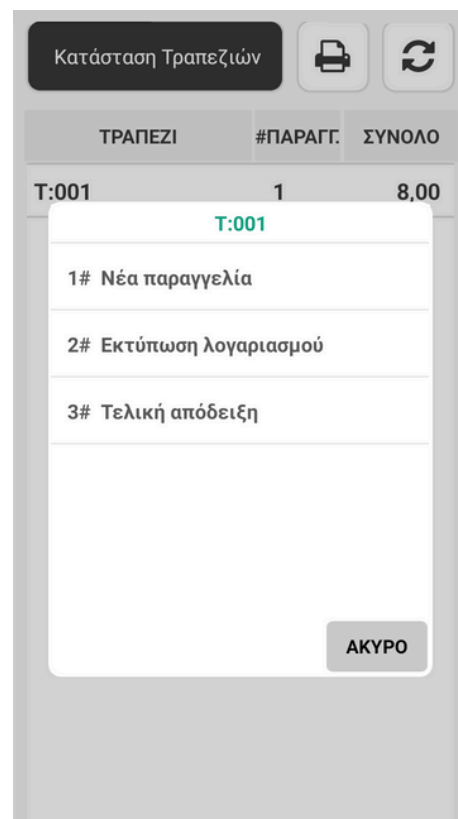 Κατάσταση Τραπεζιών
ΤΡΑΠΕΖΙ #ΠΑΡΑΓΓ. ΣΥΝΟΛΟ
T:001 1 8,00
T:001
1# Νέα παραγγελία
2# Εκτύπωση λογαριασμού
3# Τελική απόδειξη
ΑΚΥΡΟ